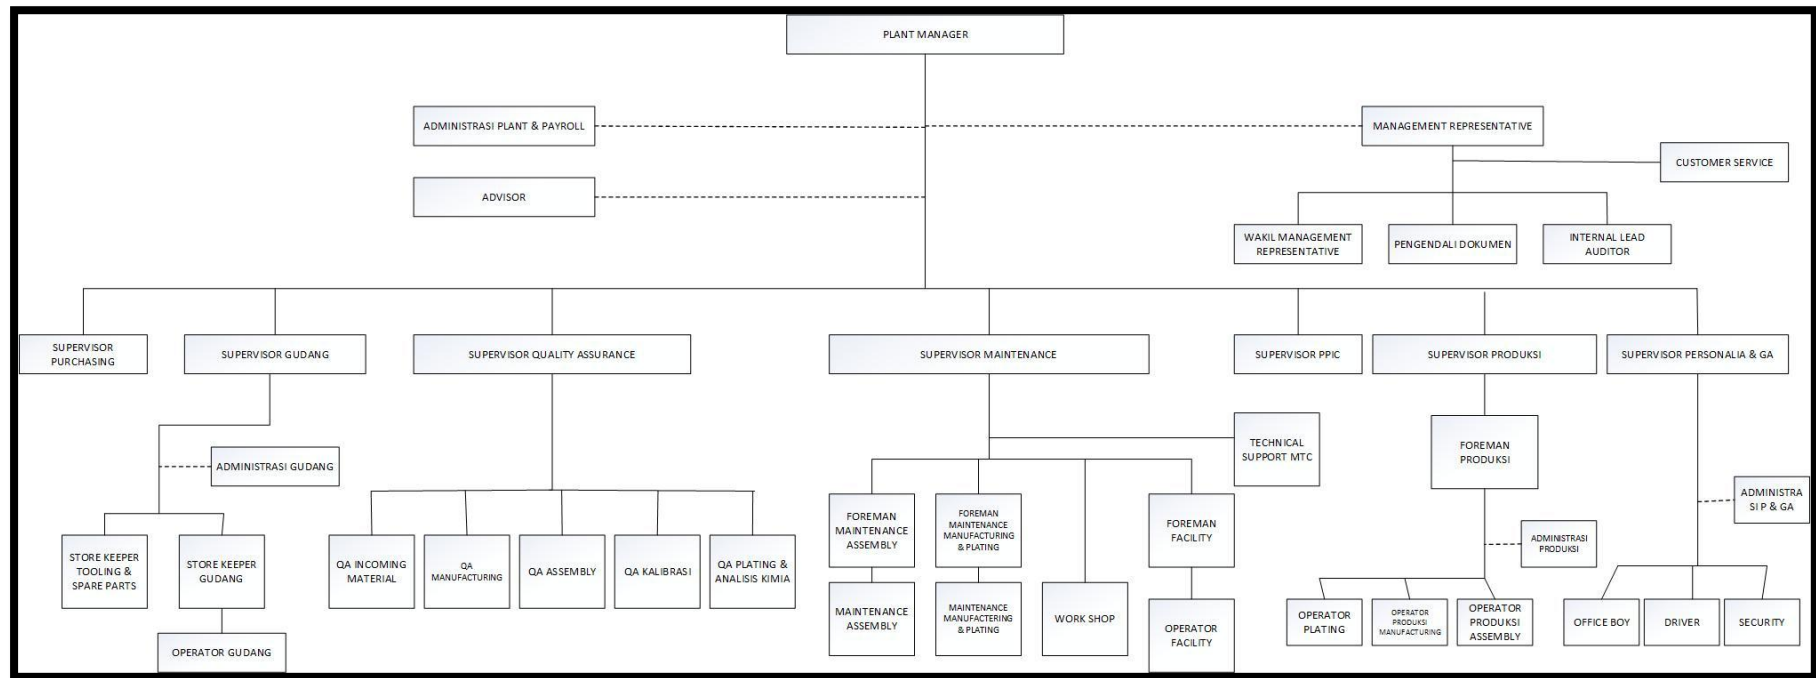 PLANT MANAGER
ADMINISTRASI PLANT & PAYROLL
MANAGEMENT REPRESENTATIVE
CUSTOMER SERVICE
ADVISOR
WAKIL MANAGEMENT
REPRESENTATIVE
PENGENDALI DOKUMEN
INTERNAL LEAD
AUDITOR
SUPERVISOR
PURCHASING
SUPERVISOR GUDANG
SUPERVISOR QUALITY ASSURANCE
SUPERVISOR MAINTENANCE
SUPERVISOR PPIC
SUPERVISOR PRODUKSI
SUPERVISOR PERSONALIA & GA
TECHNICAL
SUPPORT MTC
FOREMAN
PRODUKSI
ADMINISTRASI GUDANG
ADMINISTRA
SI P & GA
FOREMAN
MAINTENANCE
ASSEMBLY
FOREMAN
MAINTENANCE
MANUFACTURING
& PLATING
FOREMAN
FACILITY
ADMINISTRASI
PRODUKSI
STORE KEEPER
TOOLING &
SPARE PARTS
STORE KEEPER
GUDANG
QA INCOMING
MATERIAL
QA
MANUFACTURING
QA ASSEMBLY
QA KALIBRASI
QA PLATING &
ANALISIS KIMIA
MAINTENANCE
ASSEMBLY
MAINTENANCE
MANUFACTERING
& PLATING
WORK SHOP
OPERATOR
FACILITY
OPERATOR
PLATING
OPERATOR
PRODUKSI
MANUFACTURING
OPERATOR
PRODUKSI
ASSEMBLY
OFFICE BOY
DRIVER
SECURITY
OPERATOR GUDANG